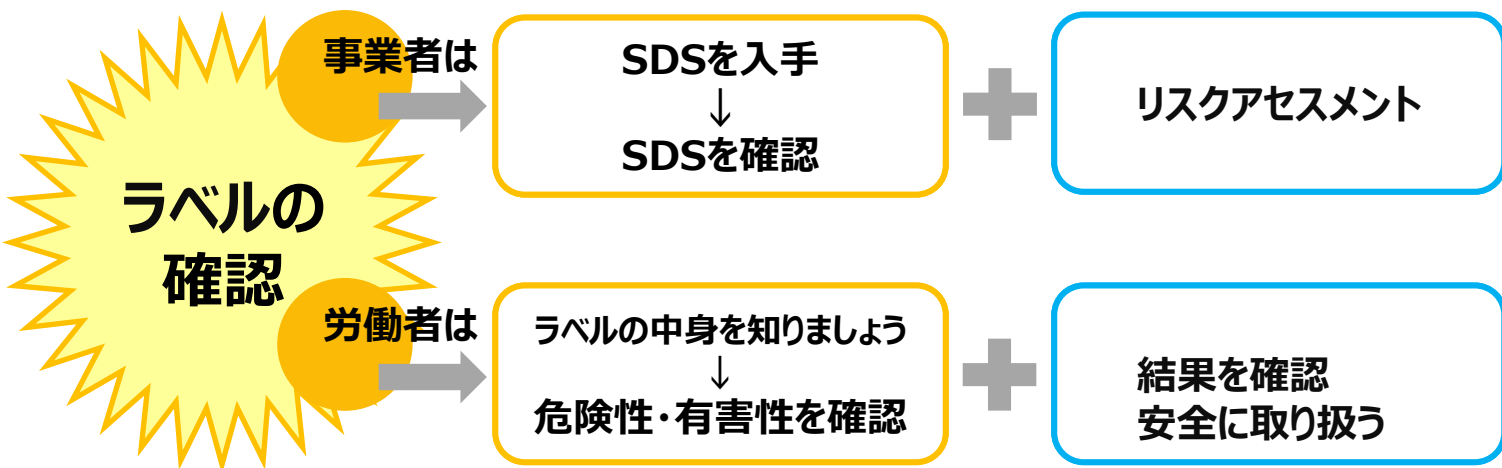 ラベルの
確認
事業者は
SDSを入手
↓
SDSを確認
リスクアセスメント
労働者は
ラベルの中身を知りましょう
↓
危険性・有害性を確認
結果を確認
安全に取り扱う